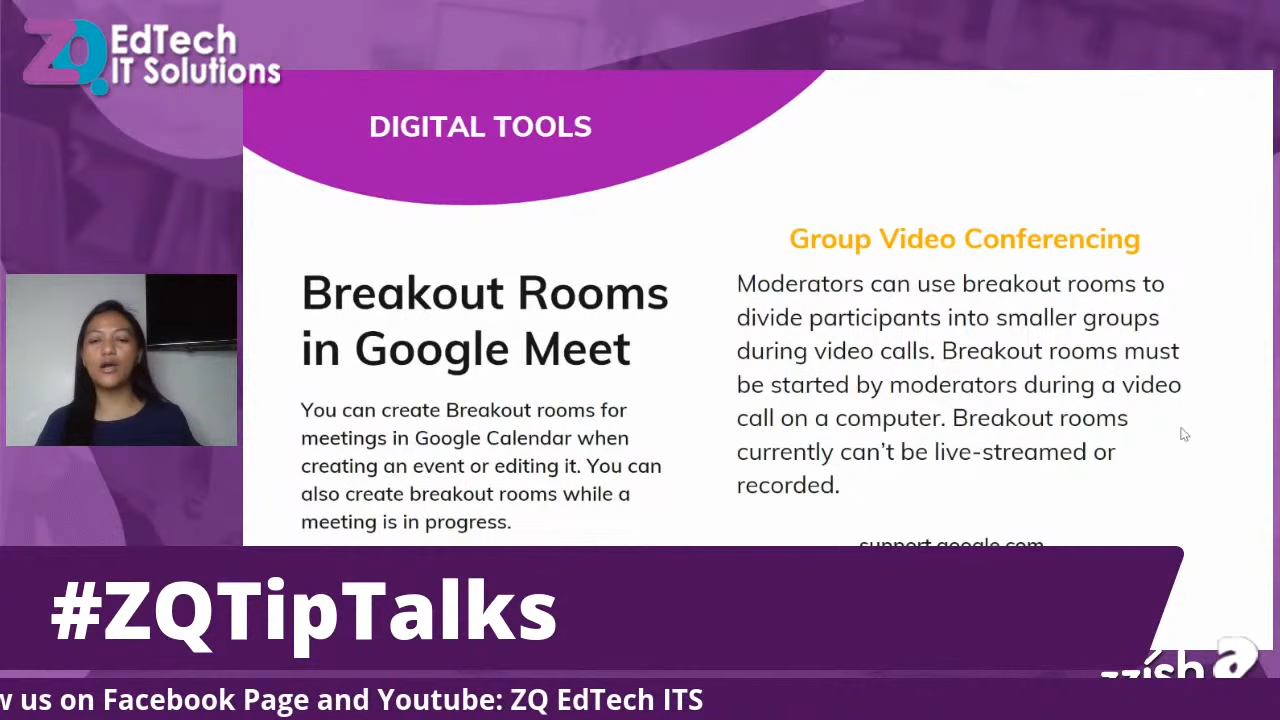 ZQ EdTech
IT Solutions
DIGITAL TOOLS
Breakout Rooms
in Google Meet
You can create Breakout rooms for
meetings in Google Calendar when
creating an event or editing it. You can
also create breakout rooms while a
meeting is in progress.
Group Video Conferencing
Moderators can use breakout rooms to
divide participants into smaller groups
during video calls. Breakout rooms must
be started by moderators during a video
call on a computer. Breakout rooms
currently can't be live-streamed or
recorded.
support.google.com
#ZQTipTalks
us on Facebook Page and Youtube: ZQ EdTech ITS